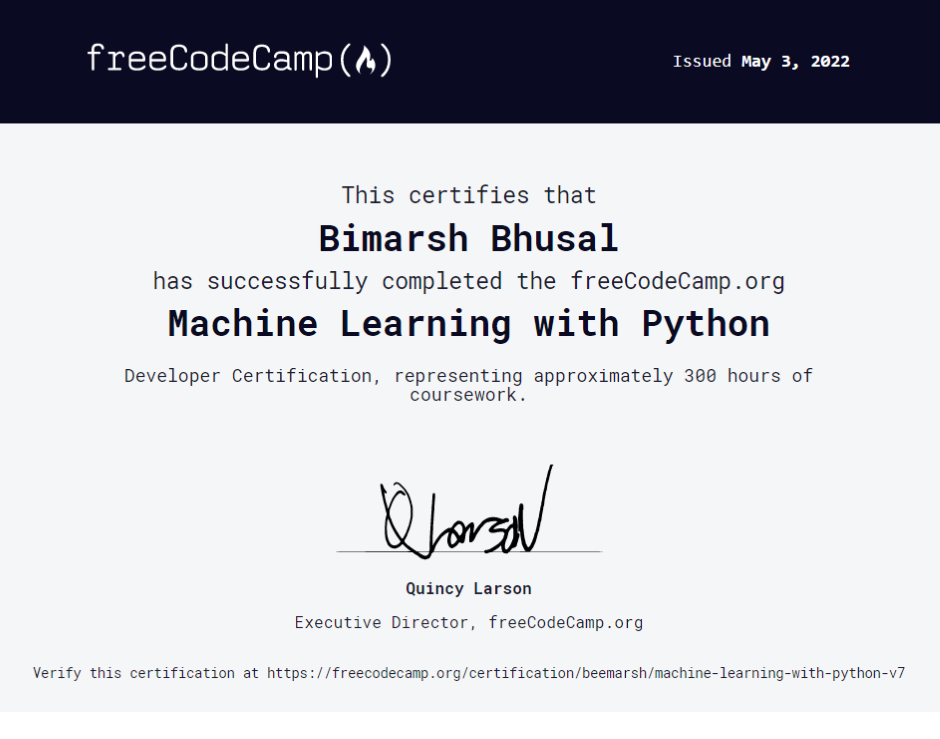 freeCodeCamp(🔥)
Issued May 3, 2022
This certifies that
Bimarsh Bhusal
has successfully completed the freeCodeCamp.org
Machine Learning with Python
Developer Certification, representing approximately 300 hours of
coursework.
Q Larson
Quincy Larson
Executive Director, freeCodeCamp.org
Verify this certification at https://freecodecamp.org/certification/beemarsh/machine-learning-with-python-v7